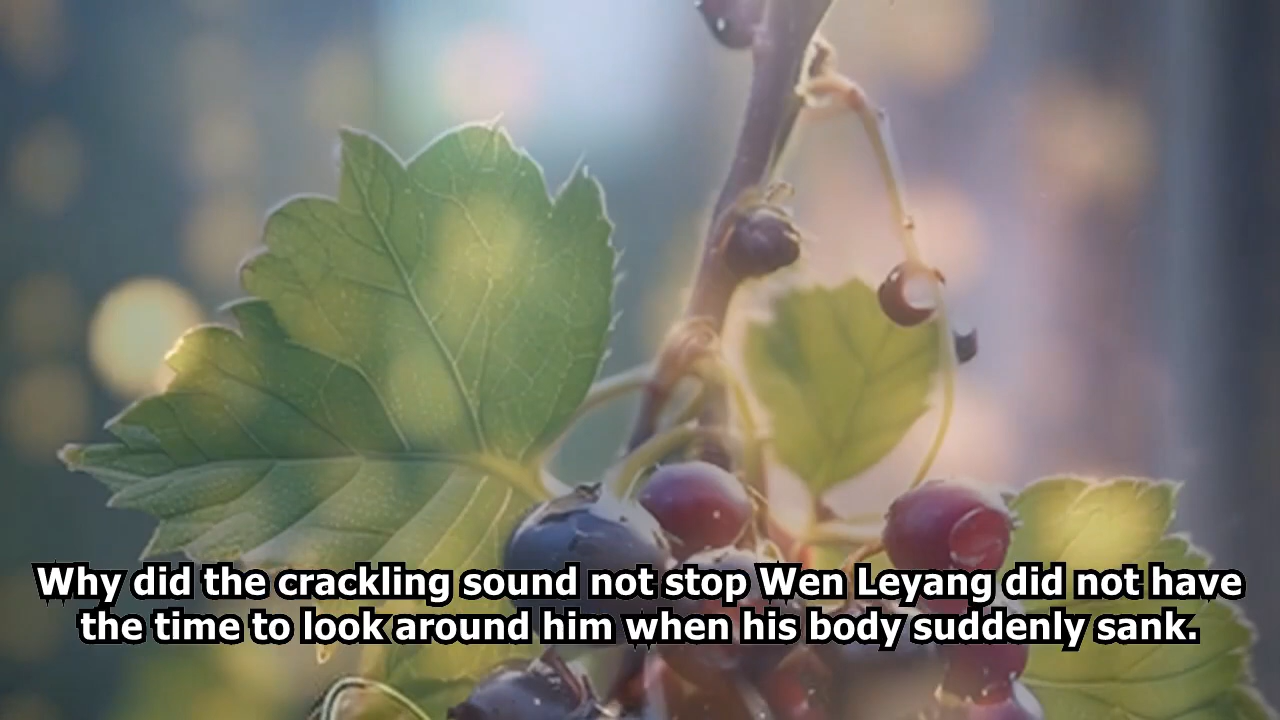 Why did the crackling sound not stop Wen Leyang did not have
the time to look around him when his body suddenly sank.